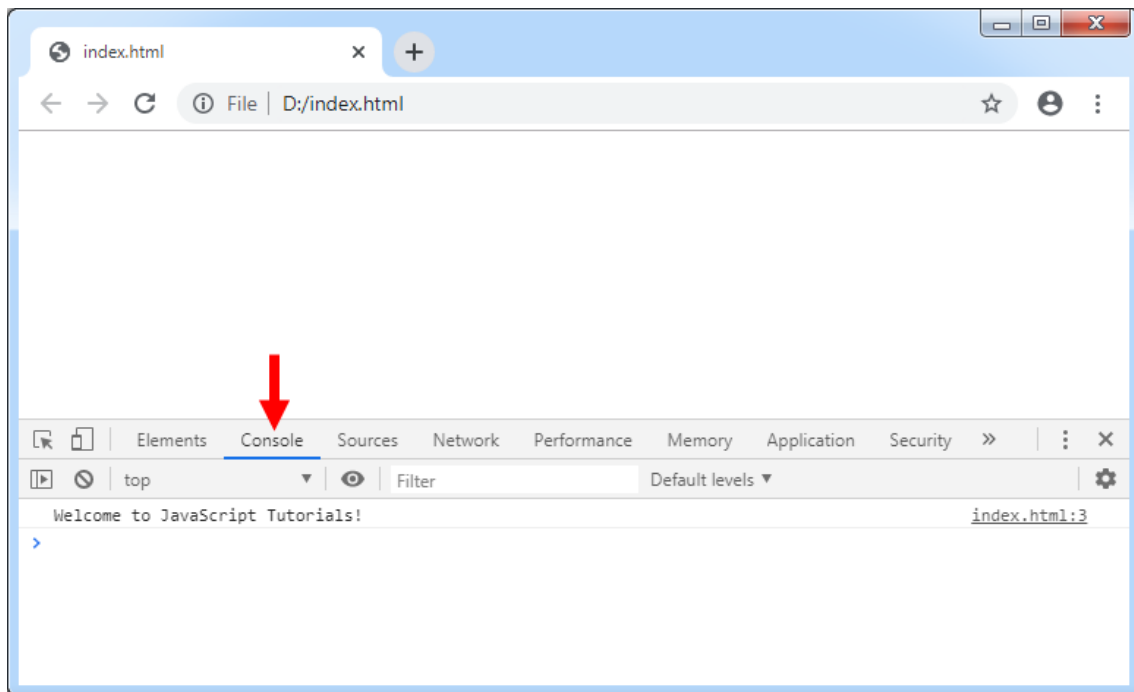 index.html
File D:/index.html
Elements Console Sources Network Performance Memory Application Security
top Filter Default levels
Welcome to JavaScript Tutorials! index.html:3